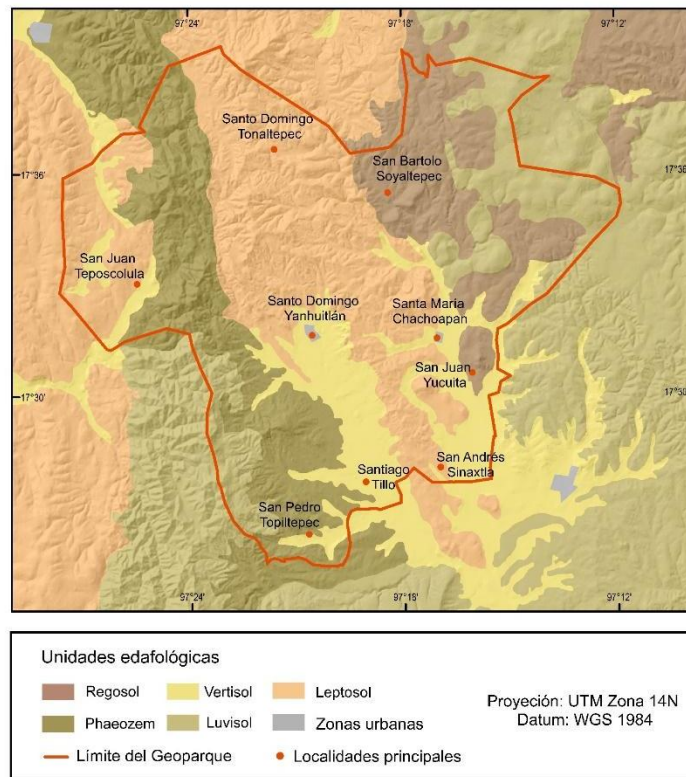 97°24'
97°18'
97°12'
Santo Domingo
Tonaltepec
San Bartolo
Soyaltepec
17°36'
17°36'
San Juan
Teposcolula
Santo Domingo
Yanhuitlán
Santa María
Chachoapan
San Juan
Yucuita
17°30'
17°30'
San Andrés
Sinaxtla
Santiago
Tillo
San Pedro
Topiltepec
97°24'
97°18'
97°12'
Unidades edafológicas
Regosol
Vertisol
Leptosol
Phaeozem
Luvisol
Zonas urbanas
Límite del Geoparque
Localidades principales
Proyeción: UTM Zona 14N
Datum: WGS 1984